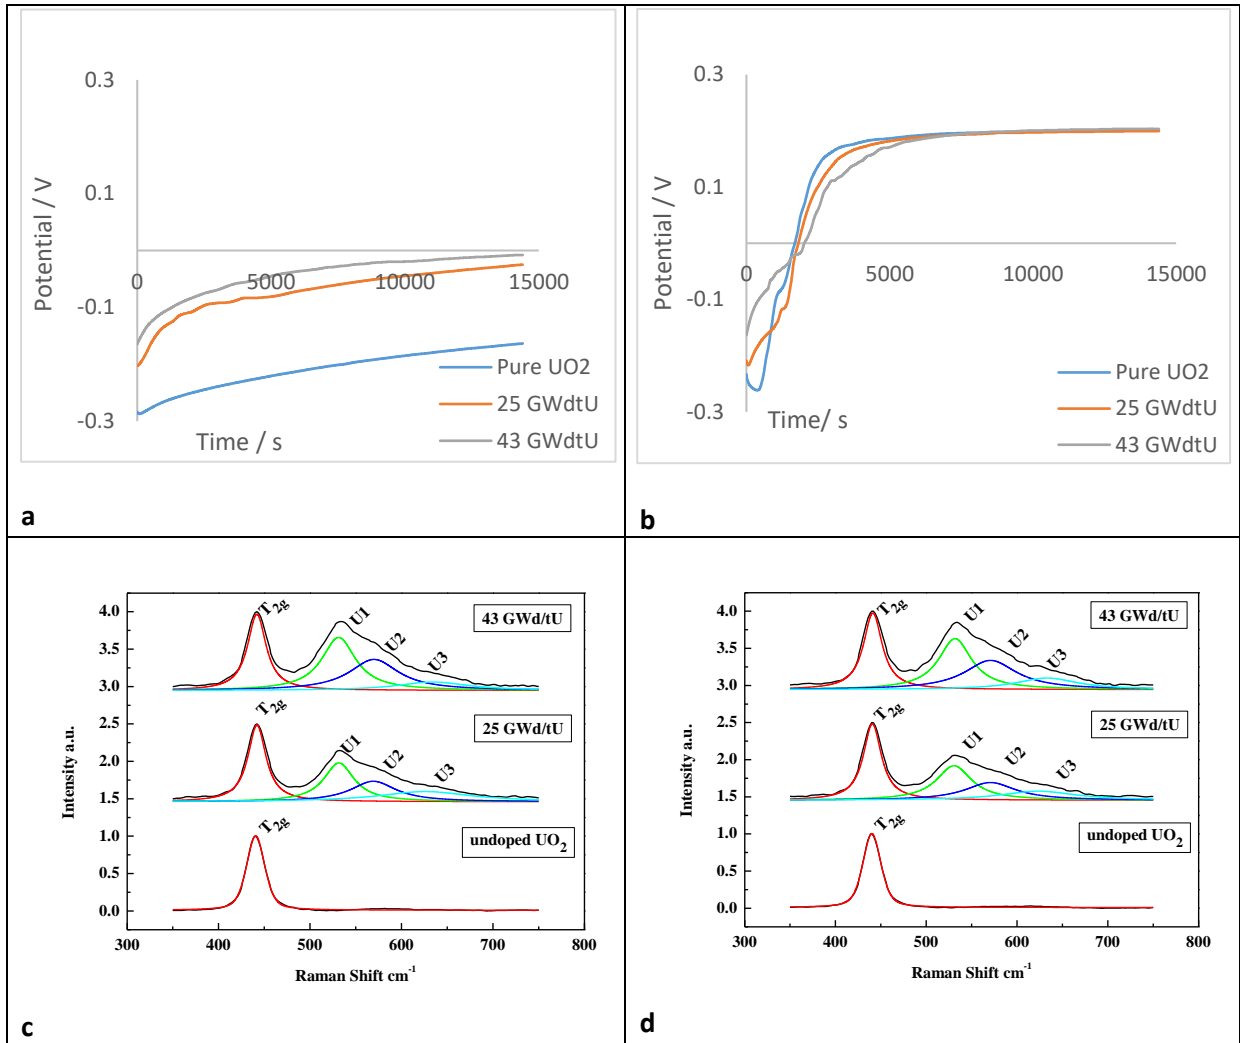 0.3
0.1
-0.1
-0.3
Potential / V
0
5000
10000
15000
Time / s
Pure UO2
25 GWdtU
43 GWdtU
a
0.3
0.1
-0.1
-0.3
Potential / V
0
5000
10000
15000
Time/ s
Pure UO2
25 GWdtU
43 GWdtU
b
4.0
3.5
3.0
2.5
2.0
1.5
1.0
0.5
0.0
Intensity a.u.
T2g
U1
U2
U3
43 GWd/tU
T2g
U1
U2
U3
25 GWd/tU
T2g
undoped UO2
300 400 500 600 700 800
Raman Shift cm-1
c
4.0
3.5
3.0
2.5
2.0
1.5
1.0
0.5
0.0
Intensity a.u.
T2g
U1
U2
U3
43 GWd/tU
T2g
U1
U2
U3
25 GWd/tU
T2g
undoped UO2
300 400 500 600 700 800
Raman Shift cm-1
d